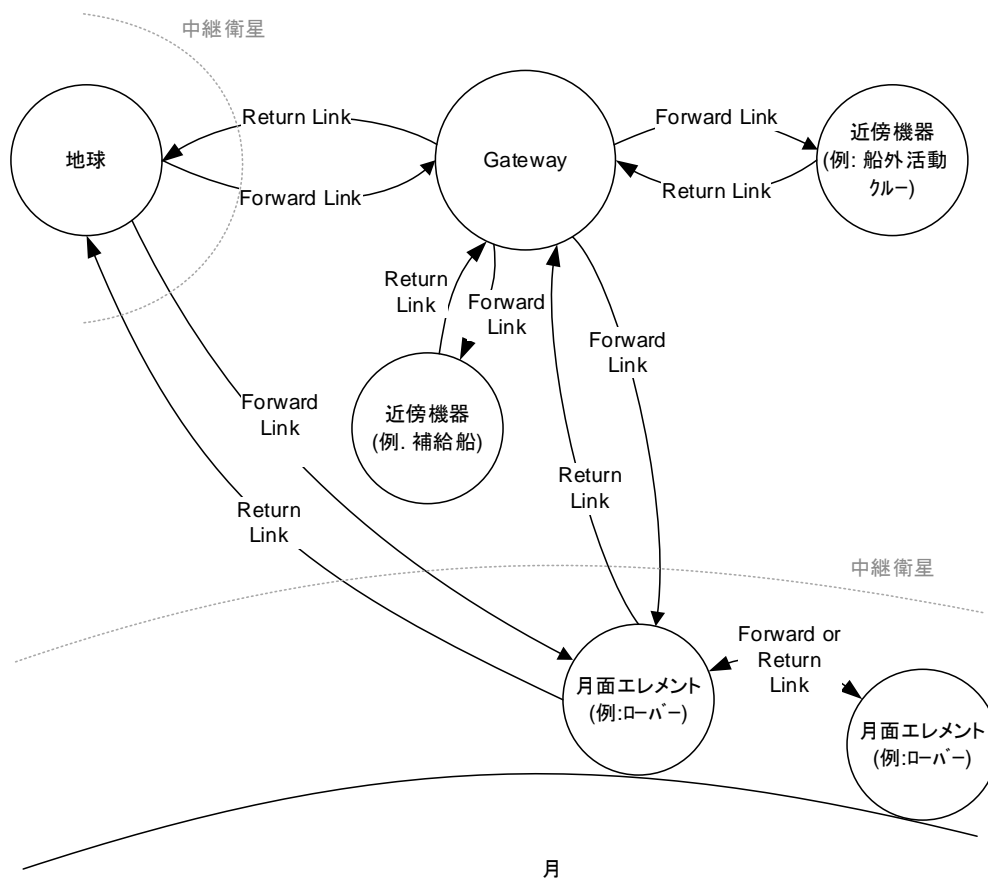 中継衛星
Return Link
Forward Link
地球
Gateway
近傍機器
(例: 船外活動
クルー)
Forward Link
Return Link
Return
Link
Forward
Link
Forward
Link
近傍機器
(例. 補給船)
Forward
Link
Return
Link
Return
Link
中継衛星
Forward or
Return
Link
月面エレメント
(例:ローバー)
月面エレメント
(例:ローバー)
月